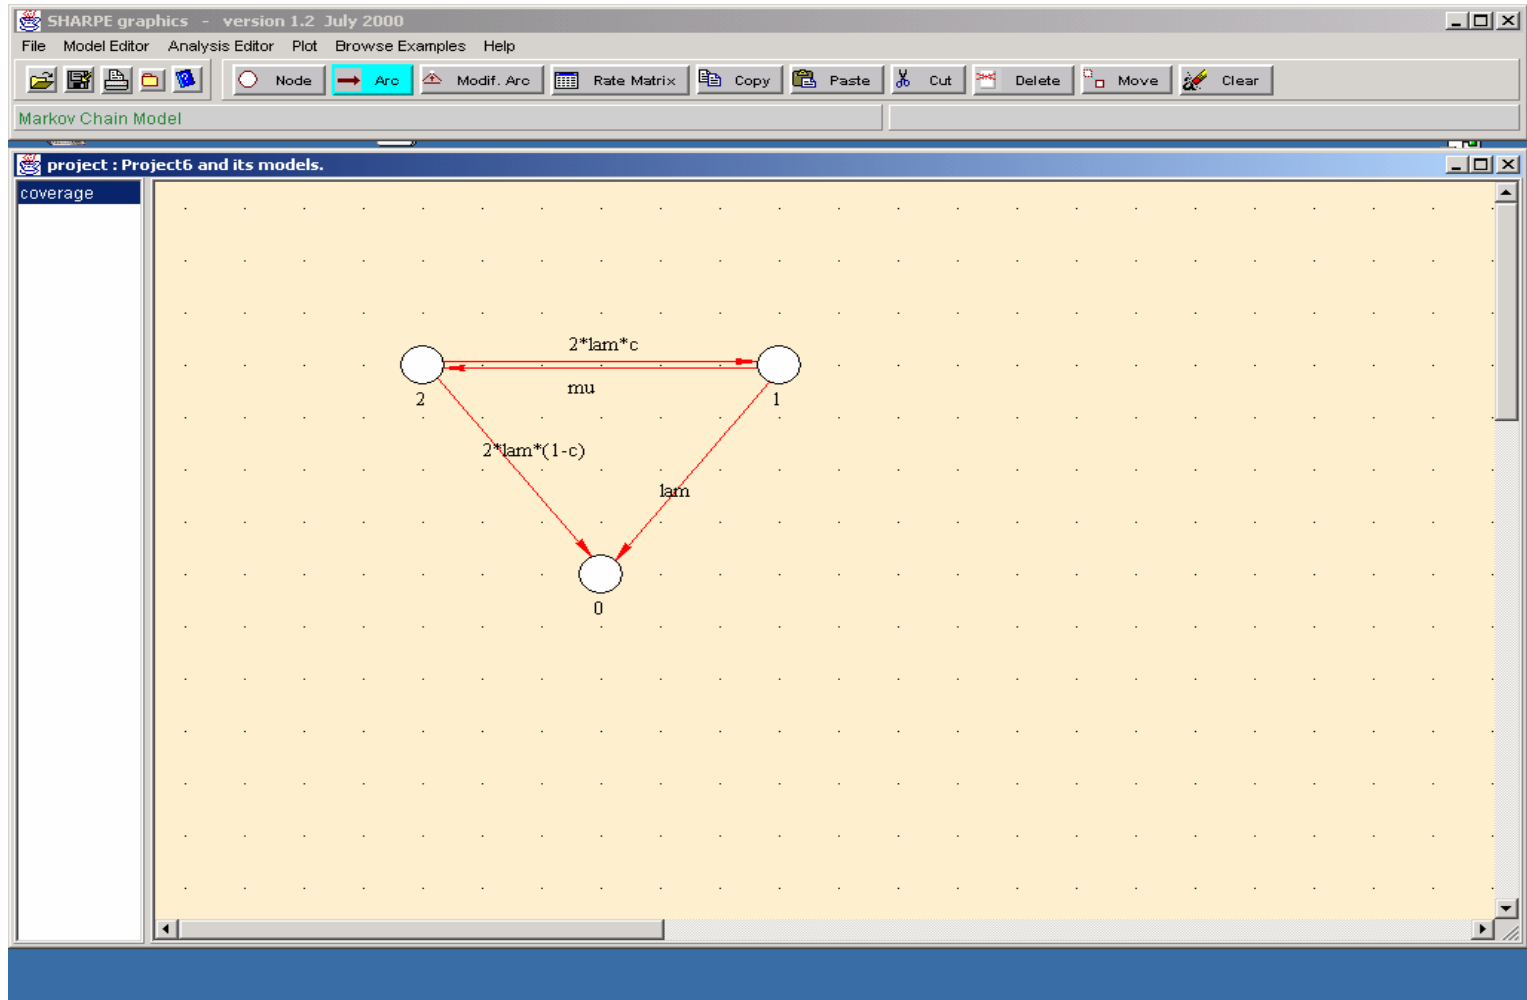 SHARPE graphics - version 1.2 July 2000
File Model Editor Analysis Editor Plot Browse Examples Help
Node Arc Modif. Arc Rate Matrix Copy Paste Cut Delete Move Clear
Markov Chain Model
project : Project6 and its models.
coverage
2*lam*c
mu
2
1
2*lam*(1-c)
lam
0